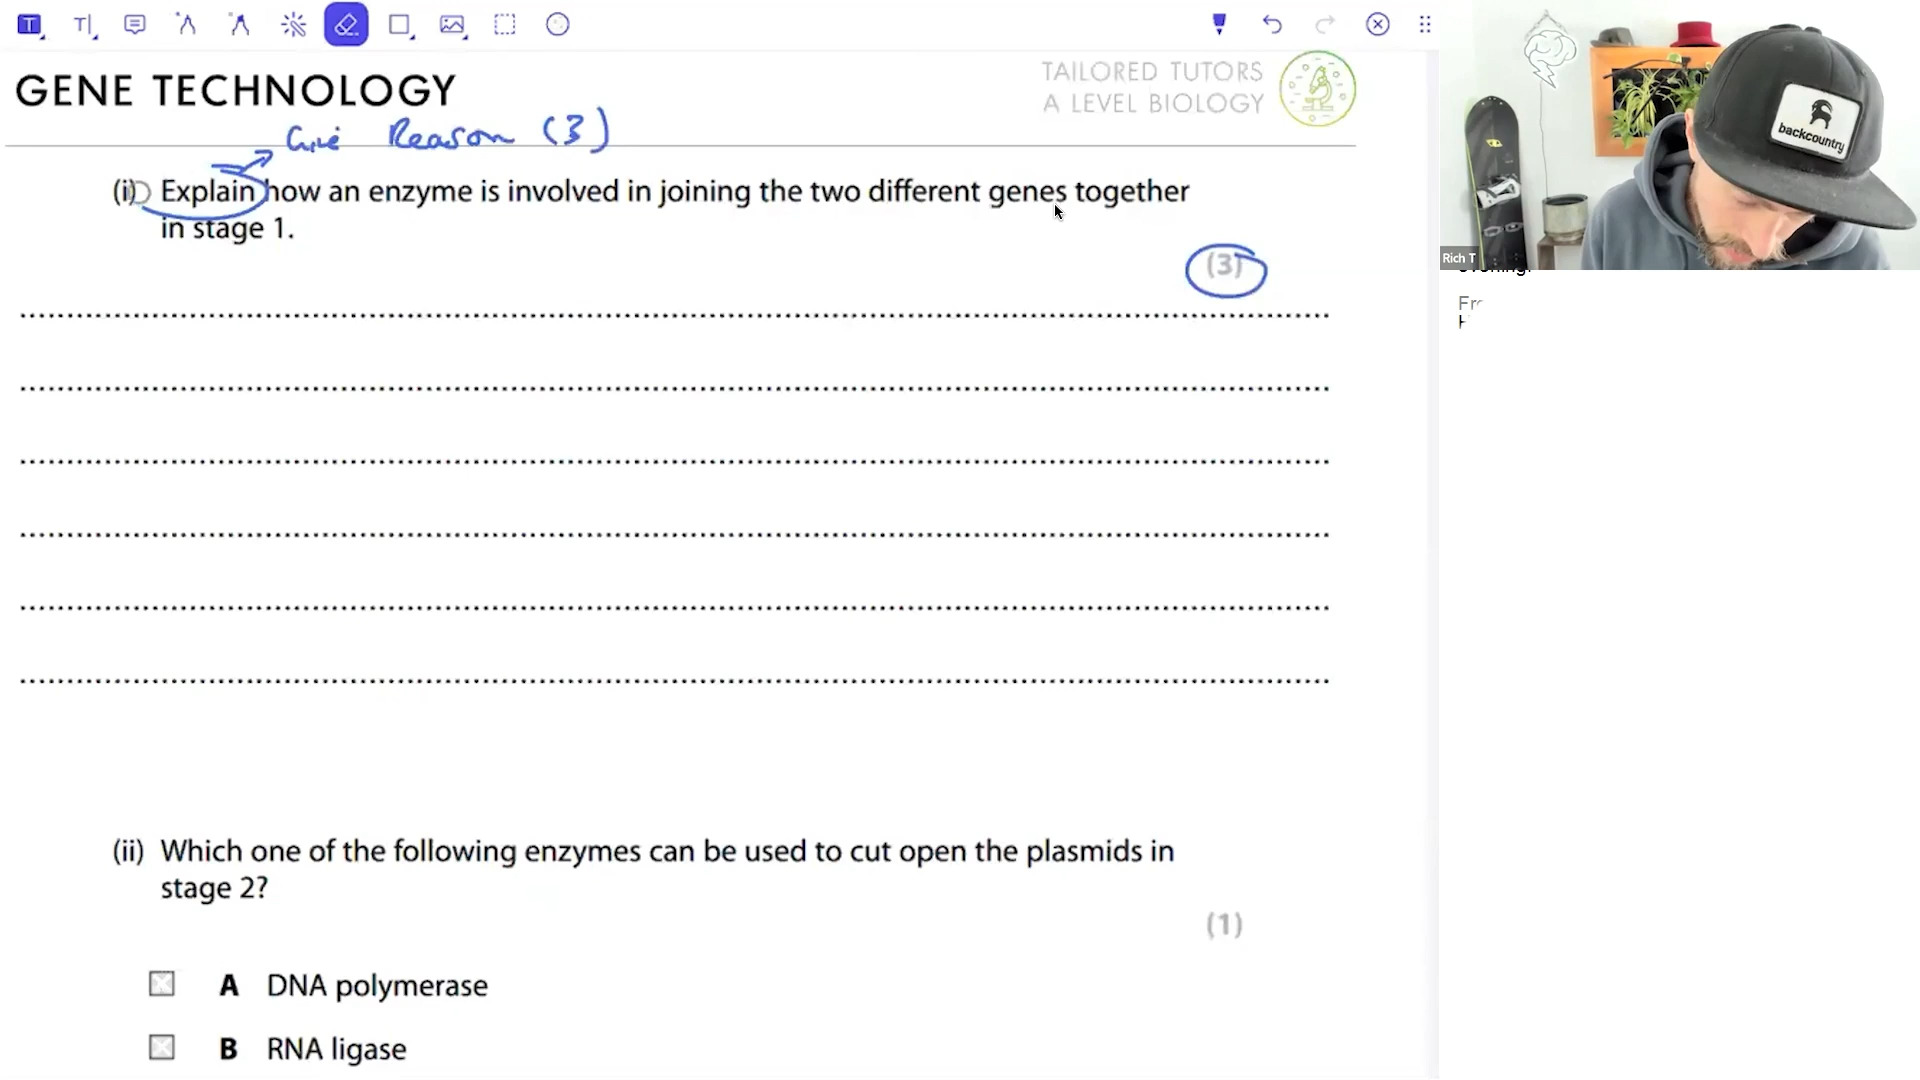 GENE TECHNOLOGY
TAILORED TUTORS
A LEVEL BIOLOGY
Give Reason (3)
(i) Explain how an enzyme is involved in joining the two different genes together
in stage 1.
(3)
(ii) Which one of the following enzymes can be used to cut open the plasmids in
stage 2?
(1)
A DNA polymerase
B RNA ligase
backcountry
Rich T